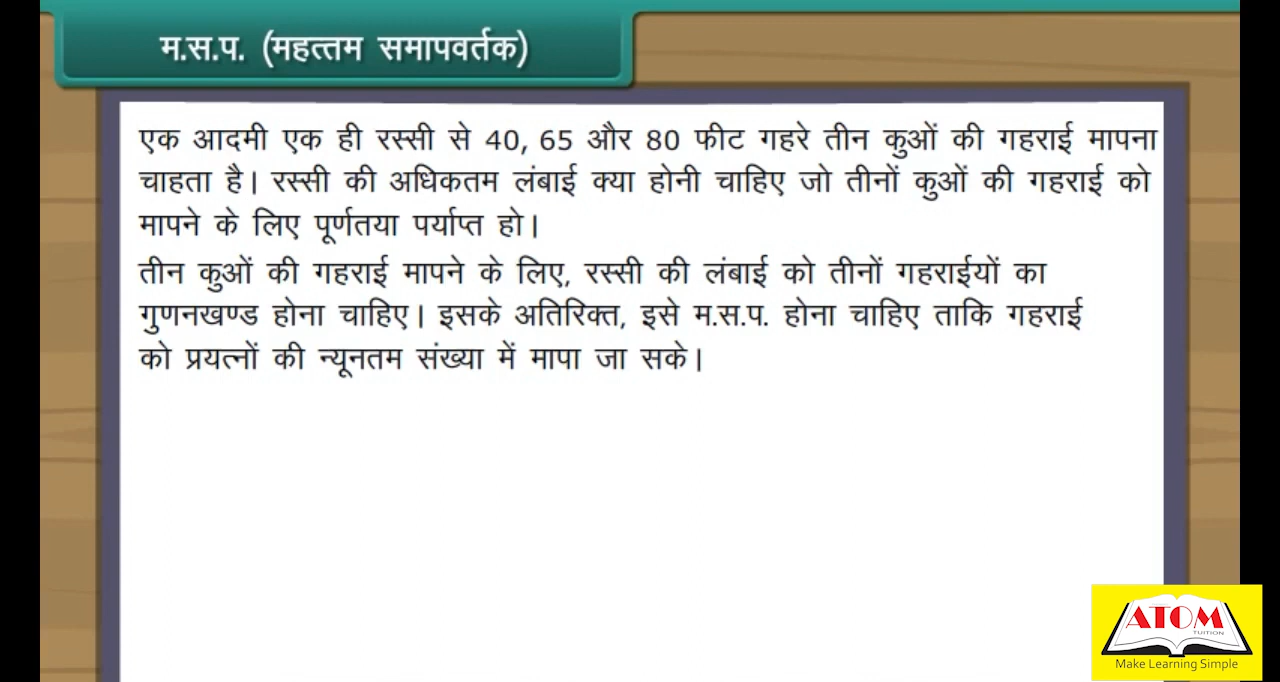 म.स.प. (महत्तम समापवर्तक)
एक आदमी एक ही रस्सी से 40, 65 और 80 फीट गहरे तीन कुओं की गहराई मापना
चाहता है। रस्सी की अधिकतम लंबाई क्या होनी चाहिए जो तीनों कुओं की गहराई को
मापने के लिए पूर्णतया पर्याप्त हो।
तीन कुओं की गहराई मापने के लिए, रस्सी की लंबाई को तीनों गहराईयों का
गुणनखण्ड होना चाहिए। इसके अतिरिक्त, इसे म.स.प. होना चाहिए ताकि गहराई
को प्रयत्नों की न्यूनतम संख्या में मापा जा सके।
ATOM
TUITION
Make Learning Simple